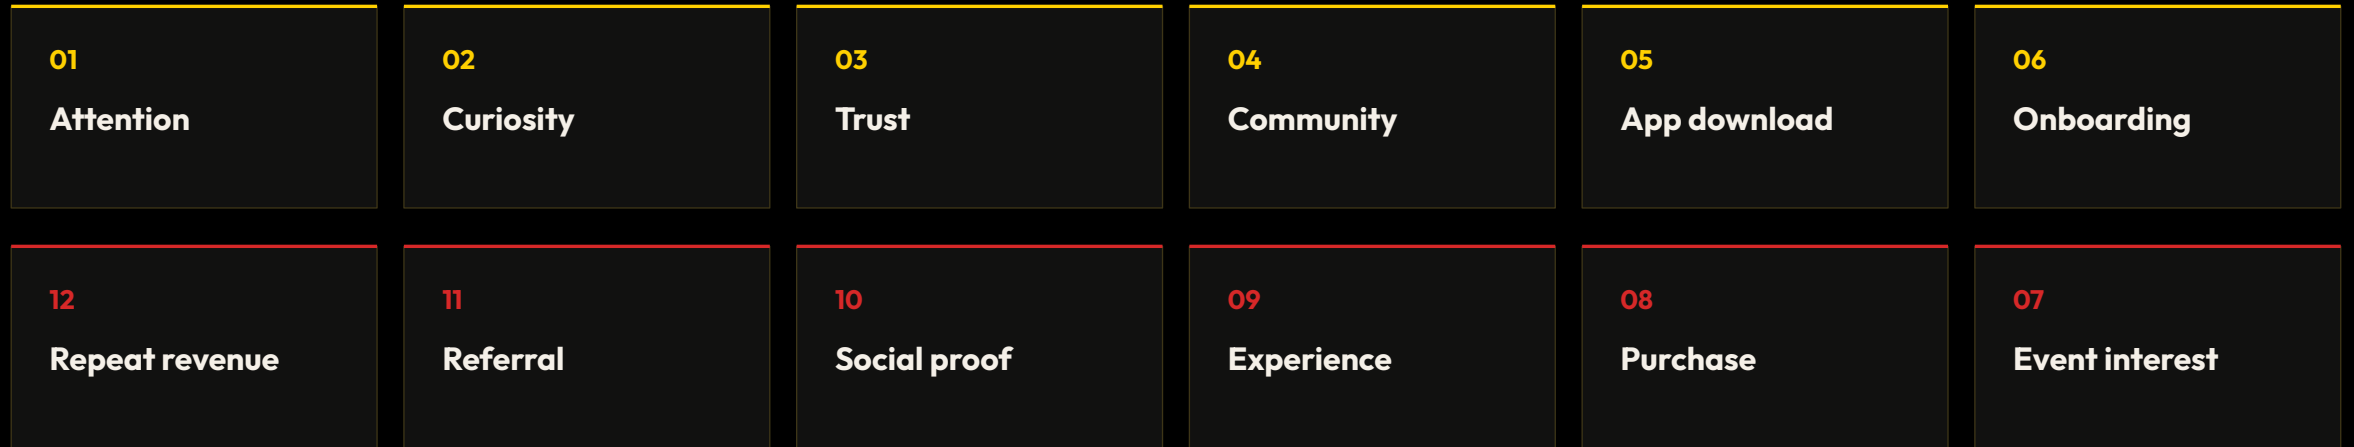 01
Attention
02
Curiosity
03
Trust
04
Community
05
App download
06
Onboarding
12
Repeat revenue
11
Referral
10
Social proof
09
Experience
08
Purchase
07
Event interest